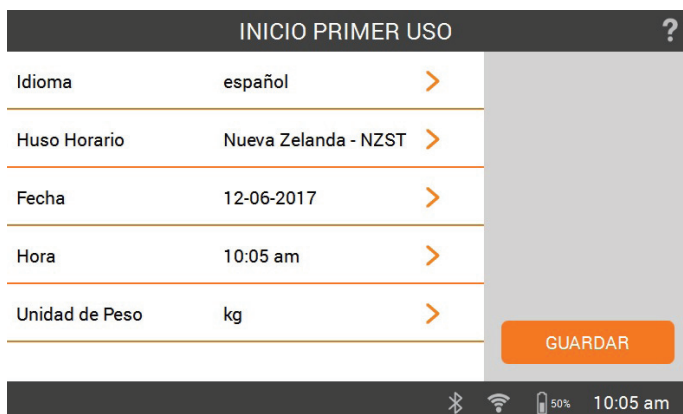 INICIO PRIMER USO ?
Idioma español
Huso Horario Nueva Zelanda - NZST
Fecha 12-06-2017
Hora 10:05 am
Unidad de Peso kg
GUARDAR
50% 10:05 am